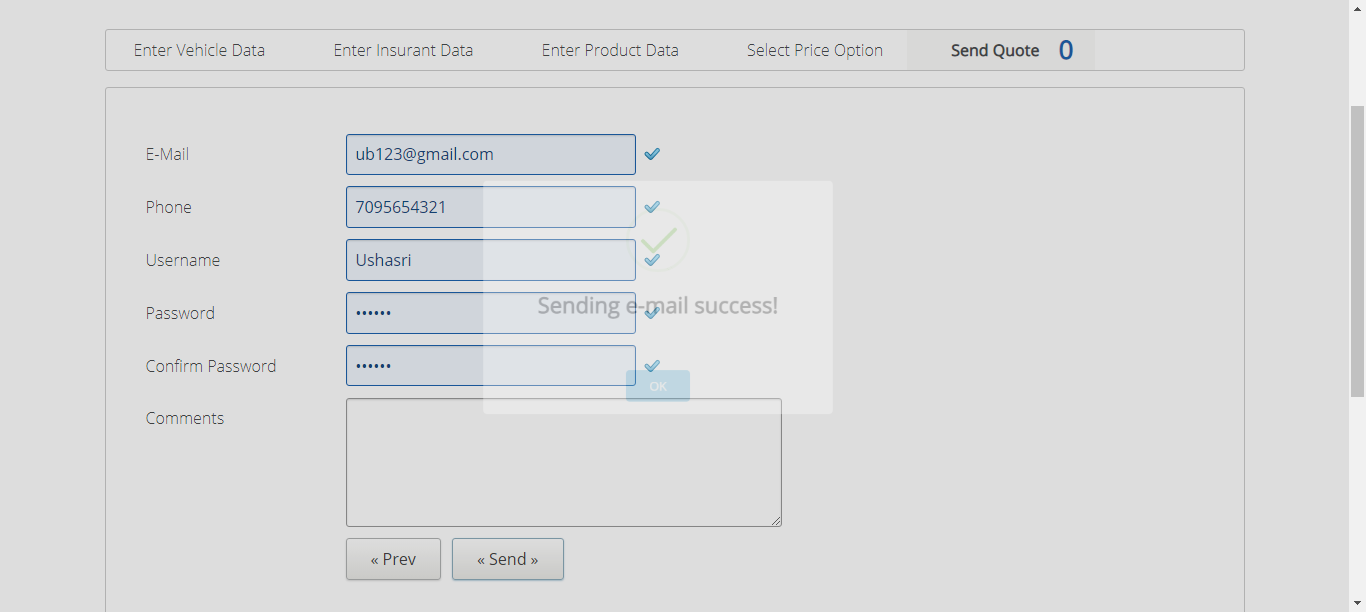 Enter Vehicle Data Enter Insurant Data Enter Product Data Select Price Option Send Quote 0
E-Mail ub123@gmail.com
Phone 7095654321
Username Ushasri
Sending e-mail success!
Password ••••••
Confirm Password ••••••
OK
Comments
« Prev « Send »